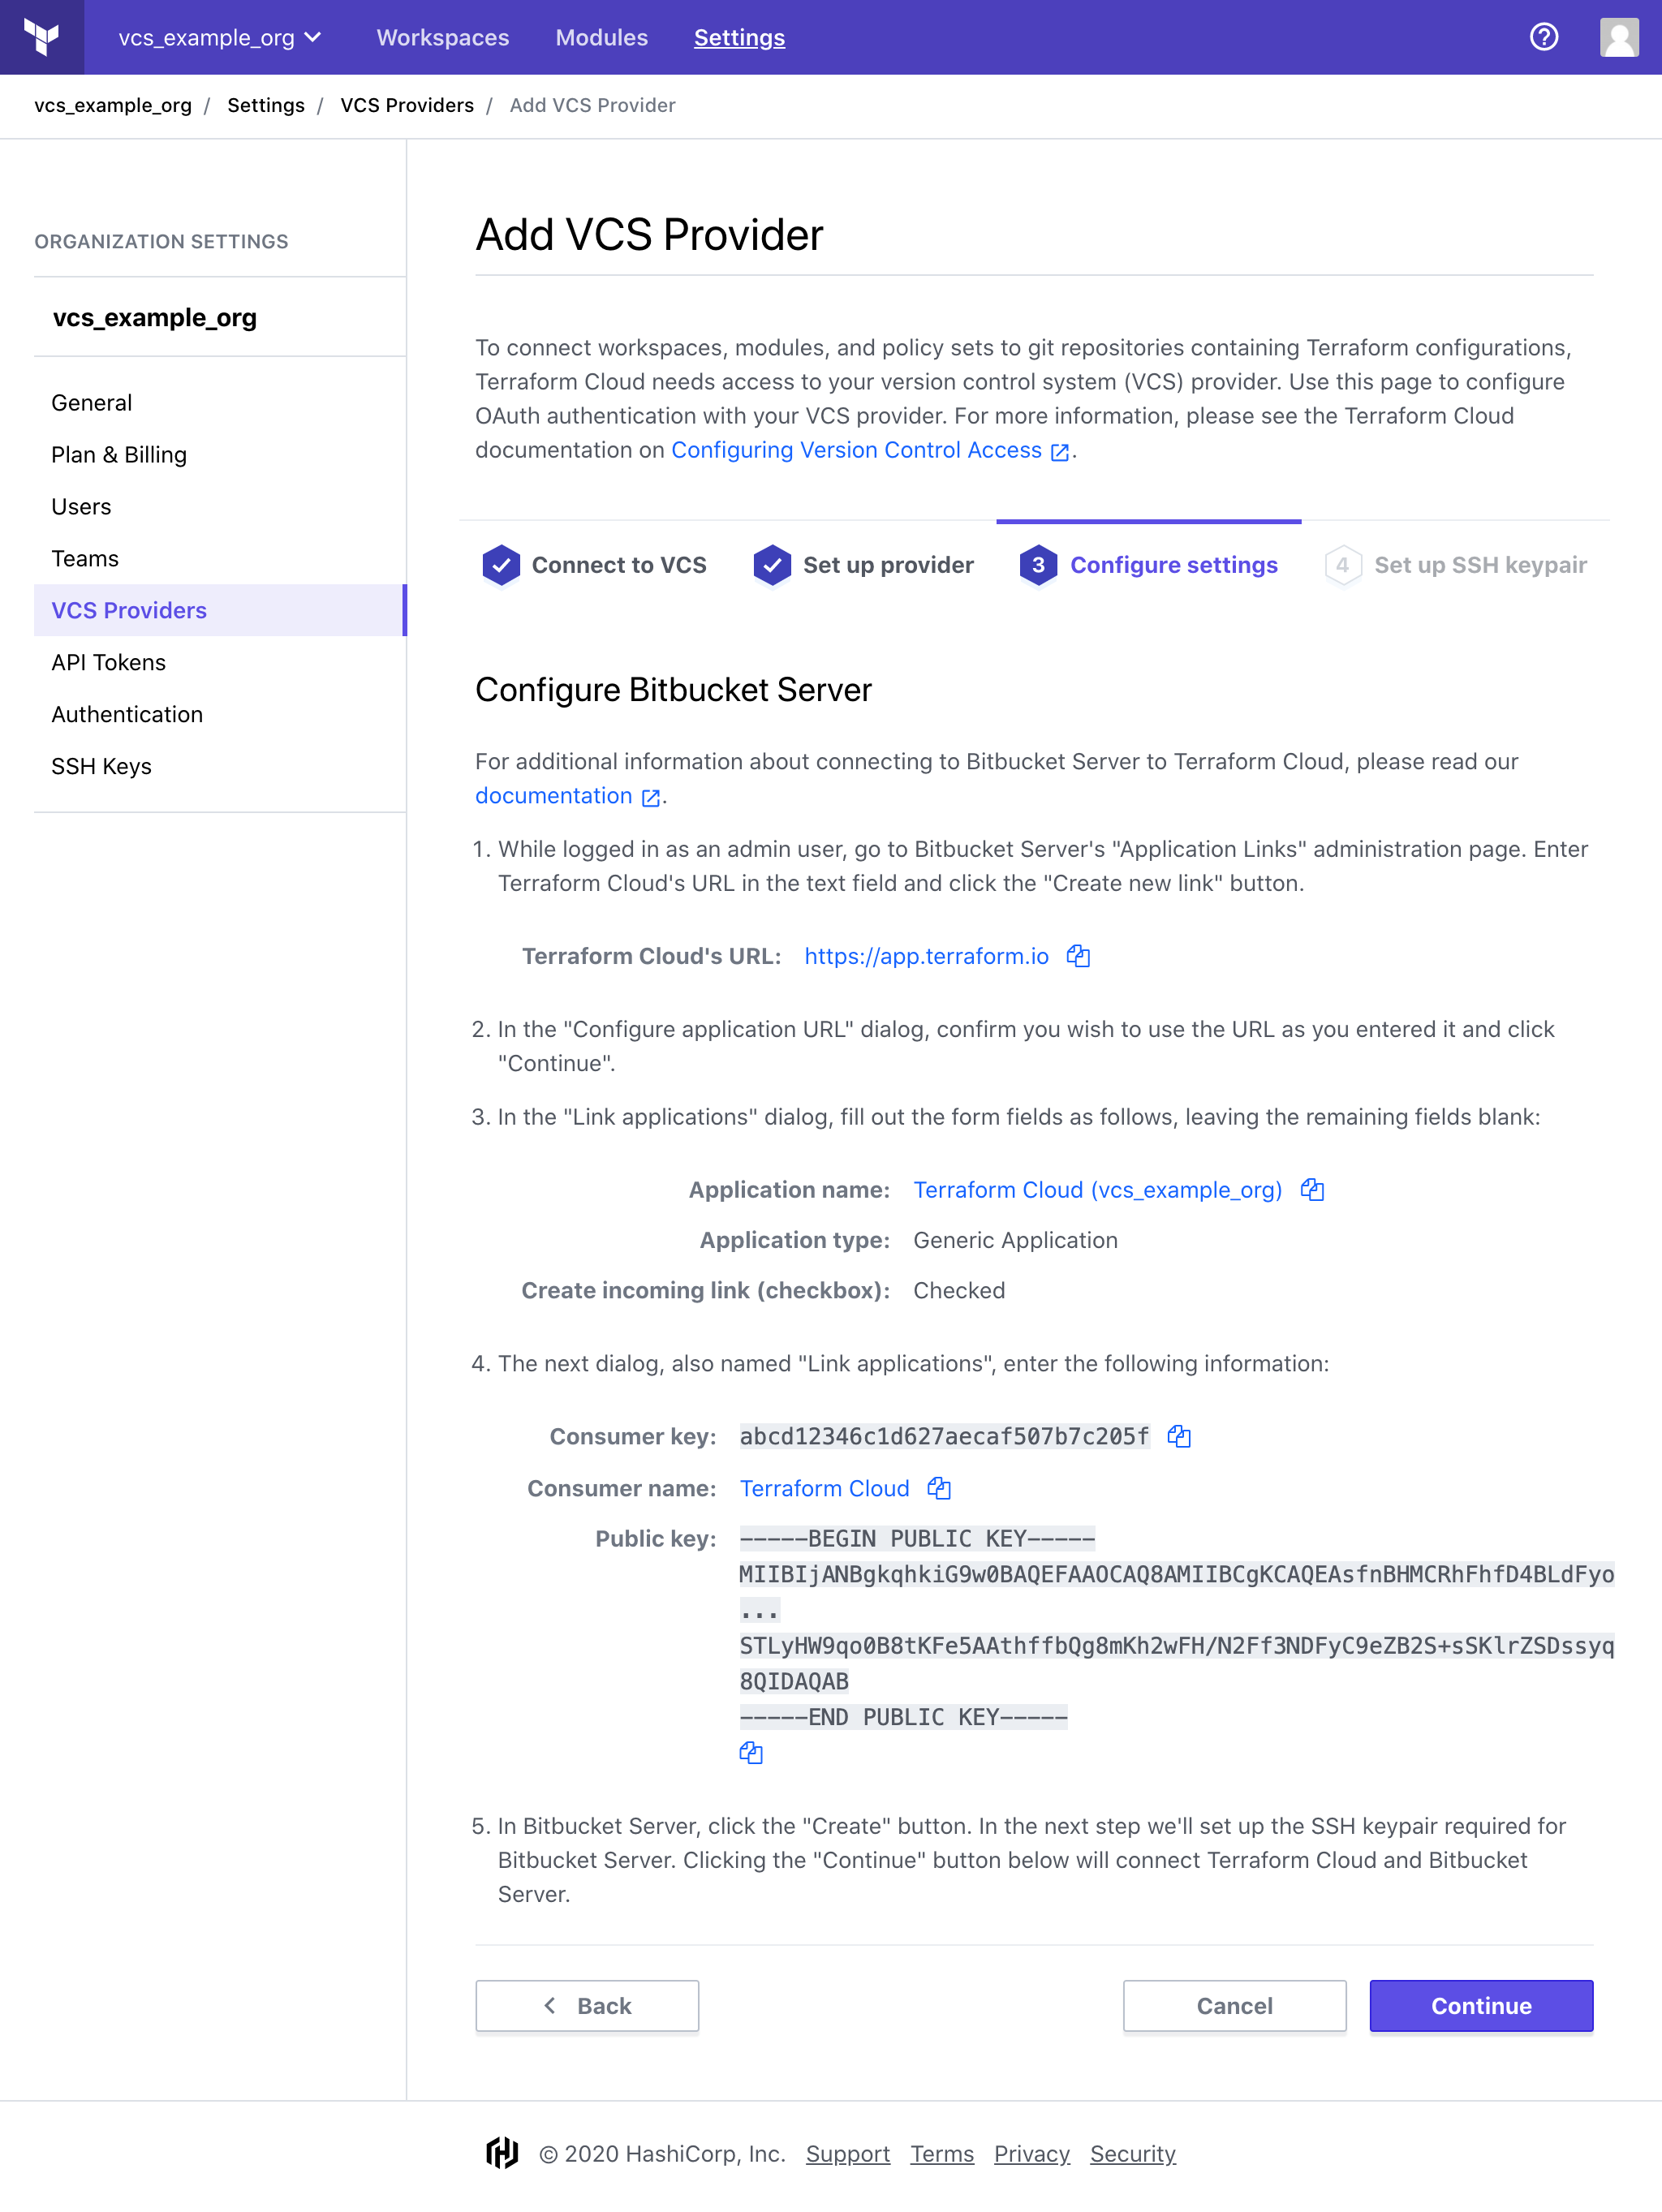 vcs_example_org Workspaces Modules Settings
vcs_example_org / Settings / VCS Providers / Add VCS Provider
ORGANIZATION SETTINGS
vcs_example_org
General
Plan & Billing
Users
Teams
VCS Providers
API Tokens
Authentication
SSH Keys
Add VCS Provider
To connect workspaces, modules, and policy sets to git repositories containing Terraform configurations,
Terraform Cloud needs access to your version control system (VCS) provider. Use this page to configure
OAuth authentication with your VCS provider. For more information, please see the Terraform Cloud
documentation on Configuring Version Control Access.
Connect to VCS Set up provider 3 Configure settings 4 Set up SSH keypair
Configure Bitbucket Server
For additional information about connecting to Bitbucket Server to Terraform Cloud, please read our
documentation.
1. While logged in as an admin user, go to Bitbucket Server's "Application Links" administration page. Enter
Terraform Cloud's URL in the text field and click the "Create new link" button.
Terraform Cloud's URL: https://app.terraform.io
2. In the "Configure application URL" dialog, confirm you wish to use the URL as you entered it and click
"Continue".
3. In the "Link applications" dialog, fill out the form fields as follows, leaving the remaining fields blank:
Application name: Terraform Cloud (vcs_example_org)
Application type: Generic Application
Create incoming link (checkbox): Checked
4. The next dialog, also named "Link applications", enter the following information:
Consumer key: abcd12346c1d627aecaf507b7c205f
Consumer name: Terraform Cloud
Public key: -----BEGIN PUBLIC KEY-----
MIIBIjANBgkqhkiG9w0BAQEFAAOCAQ8AMIIBCgKCAQEAsfnBHMCRhFhfD4BLdFyo
...
STLyHW9qo0B8tKFe5AAthffbQg8mKh2wFH/N2Ff3NDFyC9eZB2S+sSKlrZSDssyq
8QIDAQAB
-----END PUBLIC KEY-----
5. In Bitbucket Server, click the "Create" button. In the next step we'll set up the SSH keypair required for
Bitbucket Server. Clicking the "Continue" button below will connect Terraform Cloud and Bitbucket
Server.
Back Cancel Continue
© 2020 HashiCorp, Inc. Support Terms Privacy Security